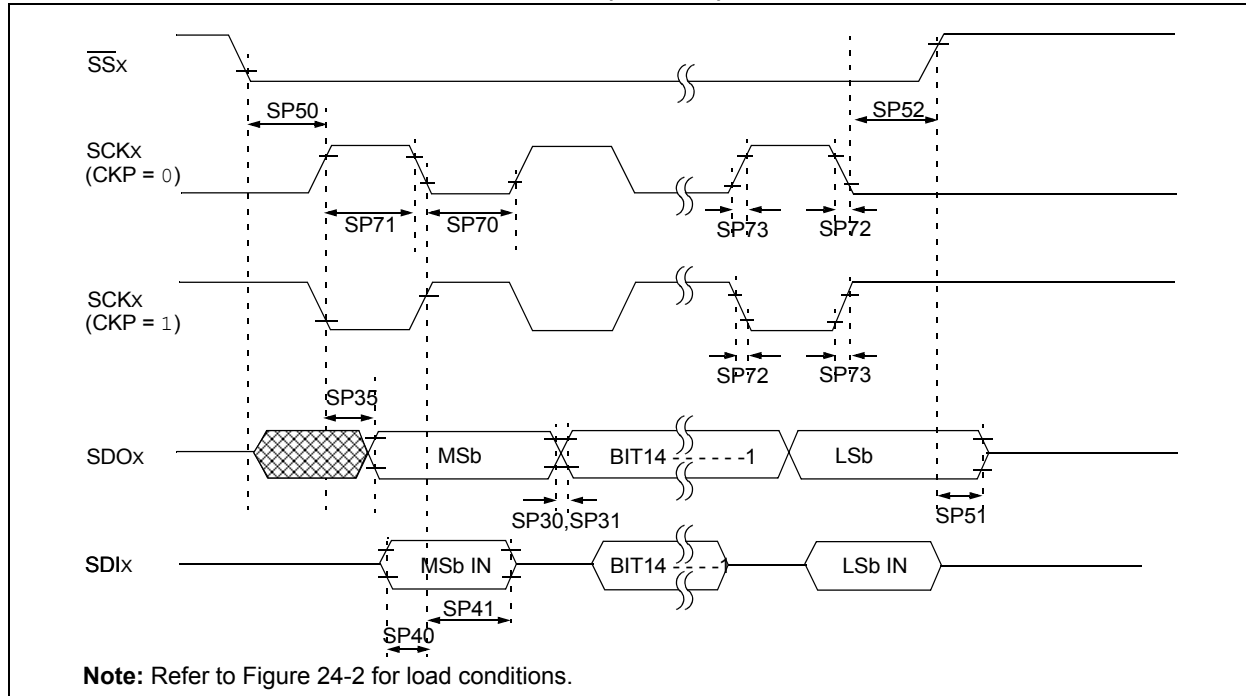 SSX
SP50
SP52
SCKX
(CKP = 0)
SP71
SP70
SP73
SP72
SCKX
(CKP = 1)
SP72
SP73
SP35
SDOX
MSb
BIT14 - - - - - -1
LSb
SP30,SP31
SP51
SDIX
MSb IN
BIT14 - - - - -1
LSb IN
SP41
SP40
Note: Refer to Figure 24-2 for load conditions.